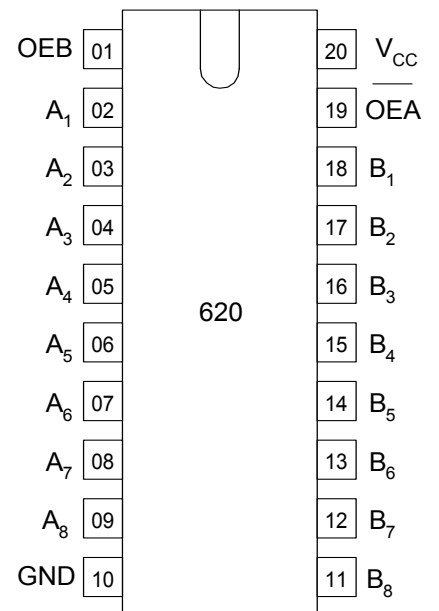 OEB 01 20 V_CC
A₁ 02 19 O̅E̅A̅
A₂ 03 18 B₁
A₃ 04 17 B₂
A₄ 05 16 B₃
620
A₅ 06 15 B₄
A₆ 07 14 B₅
A₇ 08 13 B₆
A₈ 09 12 B₇
GND 10 11 B₈